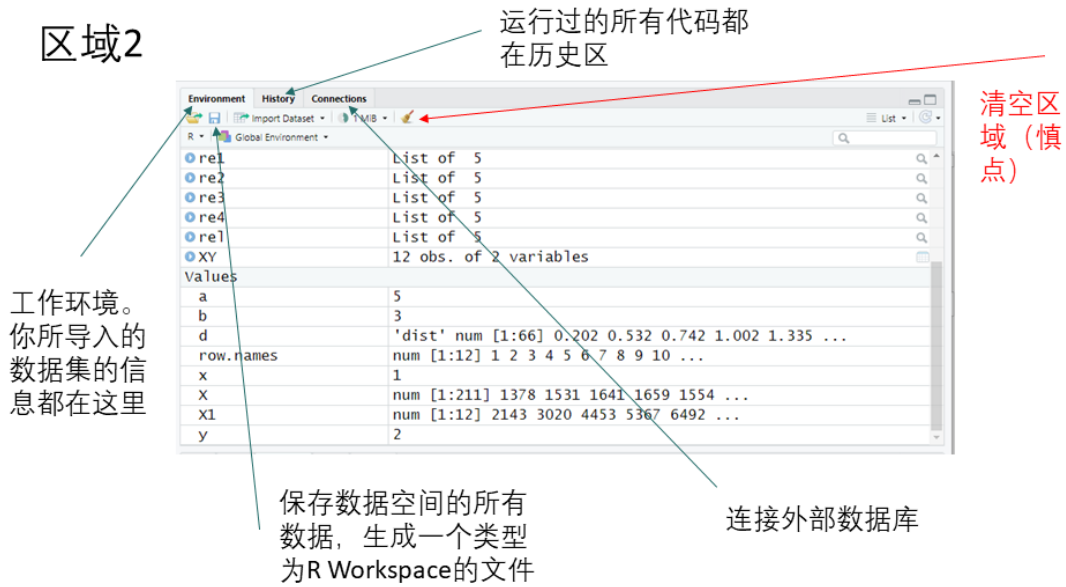 区域2
运行过的所有代码都
在历史区
清空区
域（慎
点）
Environment History Connections
Import Dataset 1 MiB List
R Global Environment
re1 List of 5
re2 List of 5
re3 List of 5
re4 List of 5
rel List of 5
XY 12 obs. of 2 variables
Values
a 5
b 3
d 'dist' num [1:66] 0.202 0.532 0.742 1.002 1.335 ...
row.names num [1:12] 1 2 3 4 5 6 7 8 9 10 ...
x 1
X num [1:211] 1378 1531 1641 1659 1554 ...
X1 num [1:12] 2143 3020 4453 5367 6492 ...
y 2
工作环境。
你所导入的
数据集的信
息都在这里
保存数据空间的所有
数据，生成一个类型
为R Workspace的文件
连接外部数据库